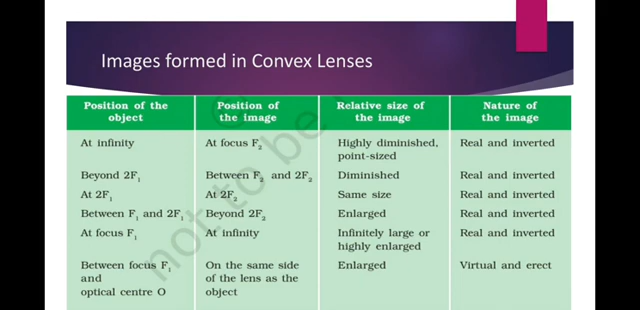 Images formed in Convex Lenses
Position of the object | Position of the image | Relative size of the image | Nature of the image
At infinity | At focus F₂ | Highly diminished, point-sized | Real and inverted
Beyond 2F₁ | Between F₂ and 2F₂ | Diminished | Real and inverted
At 2F₁ | At 2F₂ | Same size | Real and inverted
Between F₁ and 2F₁ | Beyond 2F₂ | Enlarged | Real and inverted
At focus F₁ | At infinity | Infinitely large or highly enlarged | Real and inverted
Between focus F₁ and optical centre O | On the same side of the lens as the object | Enlarged | Virtual and erect
not to be